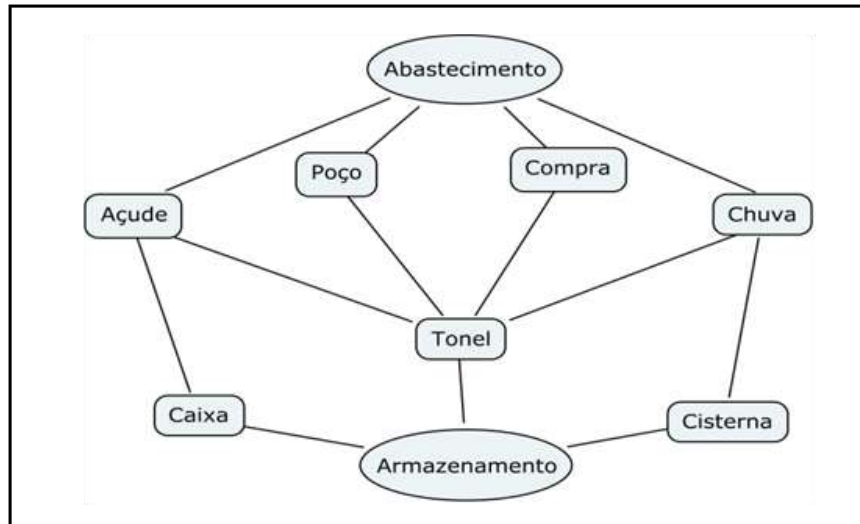 Abastecimento
Poço
Compra
Açude
Chuva
Tonel
Caixa
Cisterna
Armazenamento